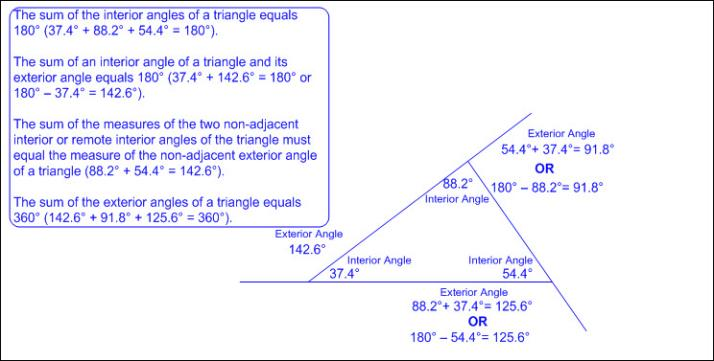 The sum of the interior angles of a triangle equals
180° (37.4° + 88.2° + 54.4° = 180°).
The sum of an interior angle of a triangle and its
exterior angle equals 180° (37.4° + 142.6° = 180° or
180° – 37.4° = 142.6°).
The sum of the measures of the two non-adjacent
interior or remote interior angles of the triangle must
equal the measure of the non-adjacent exterior angle
of a triangle (88.2° + 54.4° = 142.6°).
The sum of the exterior angles of a triangle equals
360° (142.6° + 91.8° + 125.6° = 360°).
Exterior Angle
54.4°+ 37.4°= 91.8°
OR
180° – 88.2°= 91.8°
88.2°
Interior Angle
Exterior Angle
142.6°
Interior Angle
37.4°
Interior Angle
54.4°
Exterior Angle
88.2°+ 37.4°= 125.6°
OR
180° – 54.4°= 125.6°